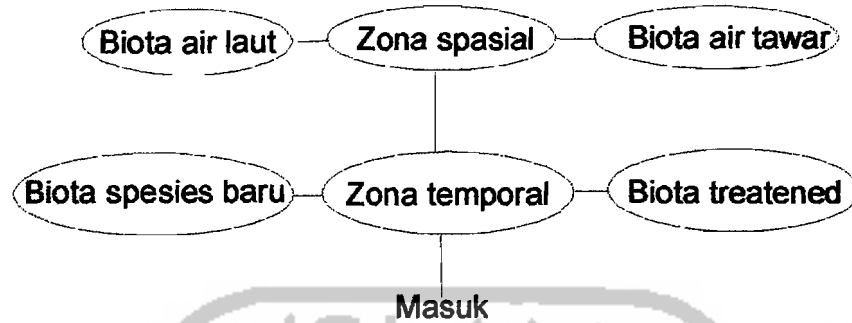 Biota air laut
Zona spasial
Biota air tawar
Biota spesies baru
Zona temporal
Biota treatened
Masuk